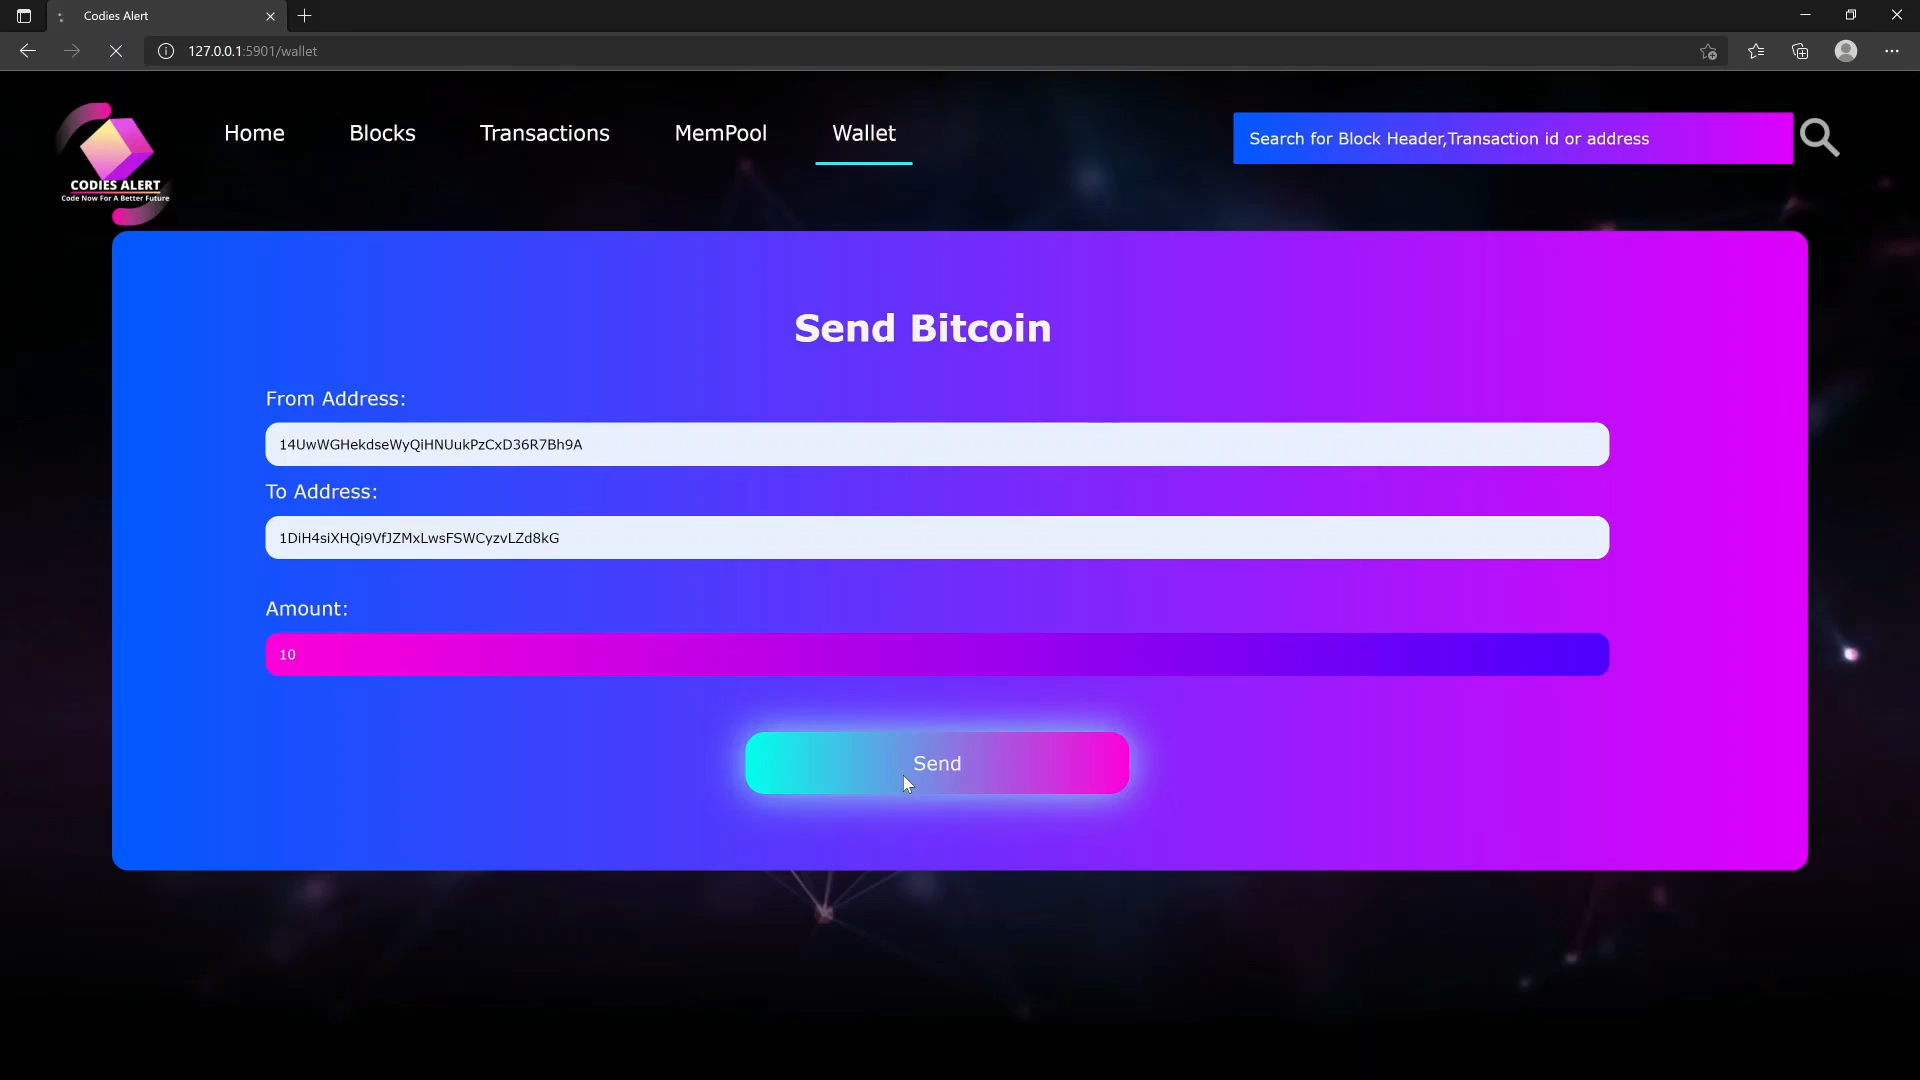 Codies Alert
127.0.0.1:5901/wallet
CODIES ALERT
Code Now For A Better Future
Home
Blocks
Transactions
MemPool
Wallet
Search for Block Header,Transaction id or address
Send Bitcoin
From Address:
14UwWGHekdseWyQiHNUukPzCxD36R7Bh9A
To Address:
1DiH4siXHQi9VfJZMxLwsFSWCyzvLZd8kG
Amount:
10
Send